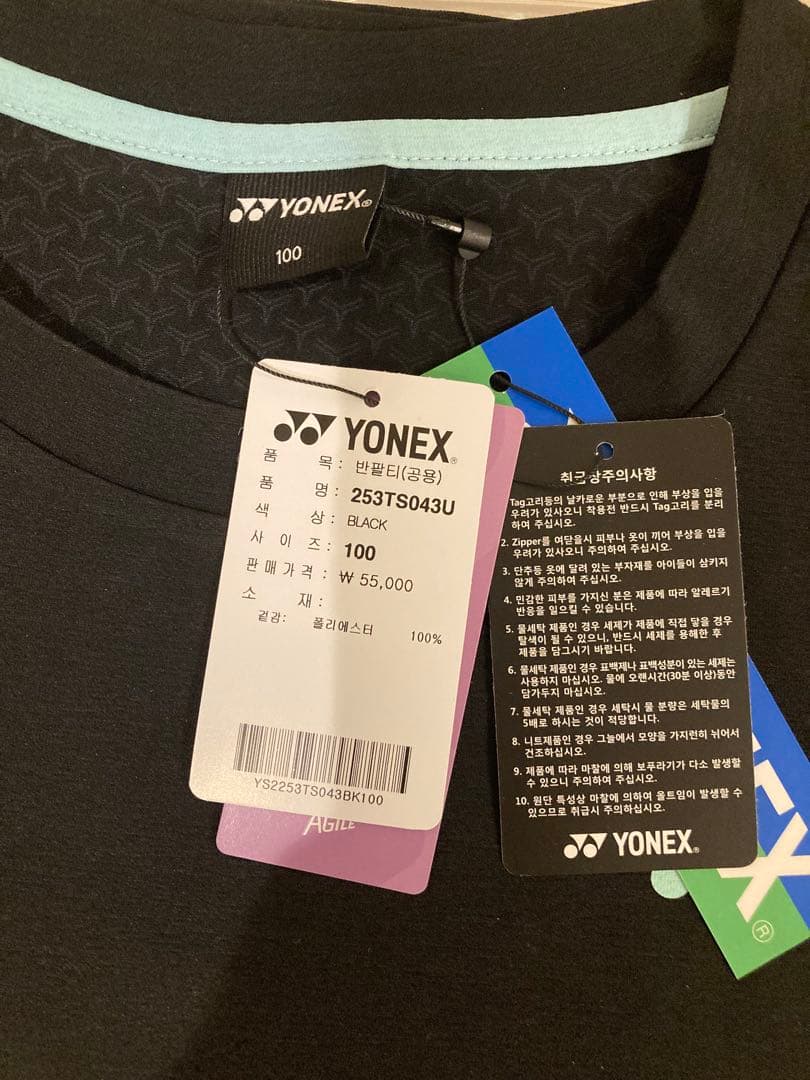 YONEX®
100
YONEX®
품 목 : 반팔티(공용)
품 명 : 253TS043U
색 상 : BLACK
사 이 즈 : 100
판 매 가 격 : ₩ 55,000
소 재 :
겉감: 폴리에스터 100%
YS2253TS043BK100
AGILE
취급상주의사항
Tag고리등의 날카로운 부분으로 인해 부상을 입을
우려가 있사오니 착용전 반드시 Tag고리를 분리
하여 주십시오.
2. Zipper를 여닫을시 피부나 옷이 끼어 부상을 입을
우려가 있사오니 주의하여 주십시오.
3. 단추등 옷에 달려 있는 부자재를 아이들이 삼키지
않게 주의하여 주십시오.
4. 민감한 피부를 가지신 분은 제품에 따라 알레르기
반응을 일으킬 수 있습니다.
5. 물세탁 제품인 경우 세제가 제품에 직접 닿을 경우
탈색이 될 수 있으니, 반드시 세제를 용해한 후
제품을 담그시기 바랍니다.
6. 물세탁 제품인 경우 표백제나 표백성분이 있는 세제는
사용하지 마십시오. 물에 오랜시간(30분 이상)동안
담가두지 마십시오.
7. 물세탁 제품인 경우 세탁시 물 분량은 세탁물의
5배로 하시는 것이 적당합니다.
8. 니트제품인 경우 그늘에서 모양을 가지런히 뉘어서
건조하십시오.
9. 제품에 따라 마찰에 의해 보푸라기가 다소 발생할
수 있으니 주의하여 주십시오.
10. 원단 특성상 마찰에 의하여 올트임이 발생할 수
있으므로 취급시 주의하십시오.
YONEX®
EX®